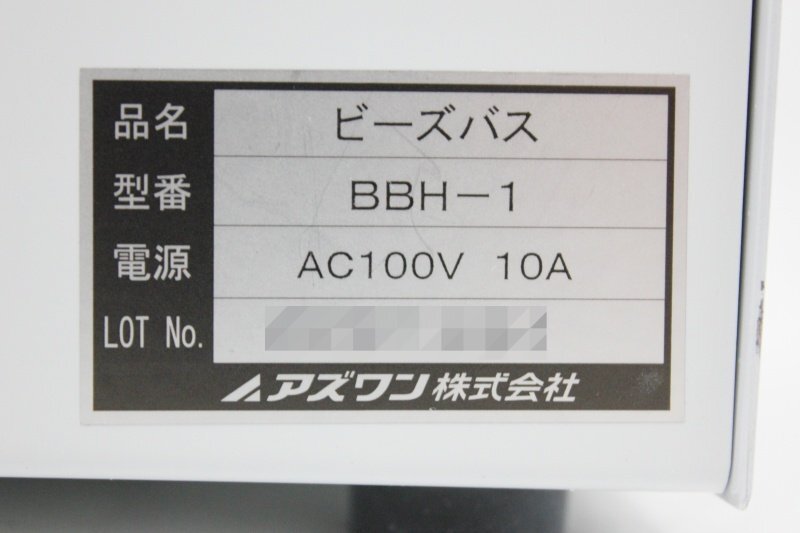 品名 ビーズバス
型番 BBH-1
電源 AC100V 10A
LOT No.
アズワン株式会社